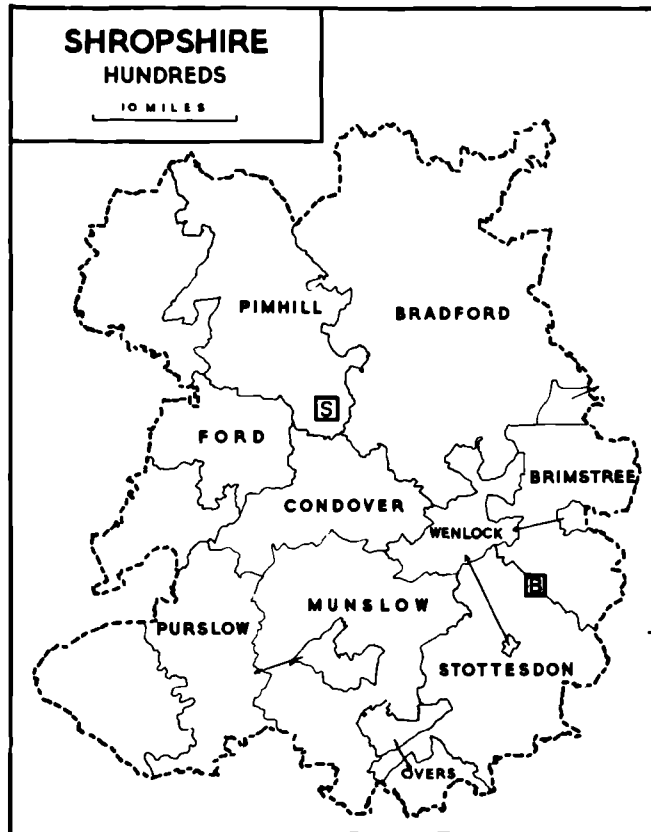 SHROPSHIRE
HUNDREDS
10 MILES
PIMHILL
BRADFORD
S
FORD
BRIMSTREE
CONDOVER
WENLOCK
B
MUNSLOW
PURSLOW
STOTTESDON
OVERS